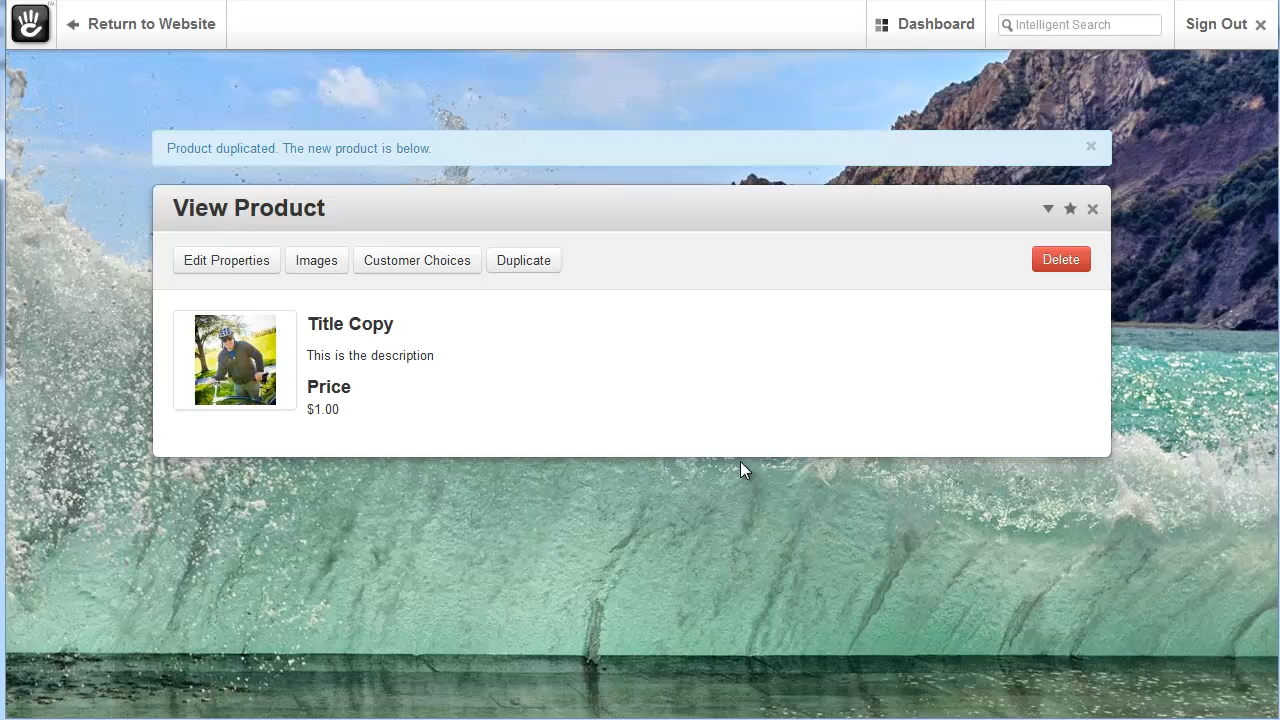 Return to Website
Dashboard
Intelligent Search
Sign Out
Product duplicated. The new product is below.
View Product
Edit Properties
Images
Customer Choices
Duplicate
Delete
Title Copy
This is the description
Price
$1.00